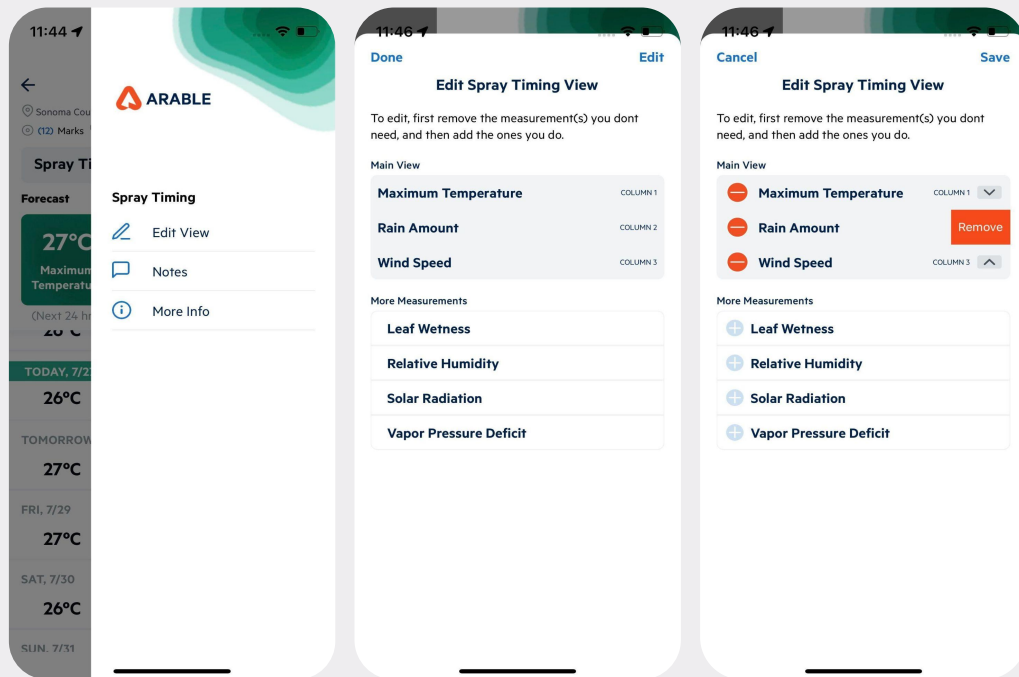 11:44
Sonoma Cou
(12) Marks
Spray Ti
Forecast
27°C
Maximum
Temperatu
(Next 24 hr
26°C
TODAY, 7/2
26°C
TOMORROW
27°C
FRI, 7/29
27°C
SAT, 7/30
26°C
SUN, 7/31
ARABLE
Spray Timing
Edit View
Notes
More Info
11:46
Done
Edit
Edit Spray Timing View
To edit, first remove the measurement(s) you dont
need, and then add the ones you do.
Main View
Maximum Temperature COLUMN 1
Rain Amount COLUMN 2
Wind Speed COLUMN 3
More Measurements
Leaf Wetness
Relative Humidity
Solar Radiation
Vapor Pressure Deficit
11:46
Cancel
Save
Edit Spray Timing View
To edit, first remove the measurement(s) you dont
need, and then add the ones you do.
Main View
Maximum Temperature COLUMN 1
Rain Amount Remove
Wind Speed COLUMN 3
More Measurements
Leaf Wetness
Relative Humidity
Solar Radiation
Vapor Pressure Deficit